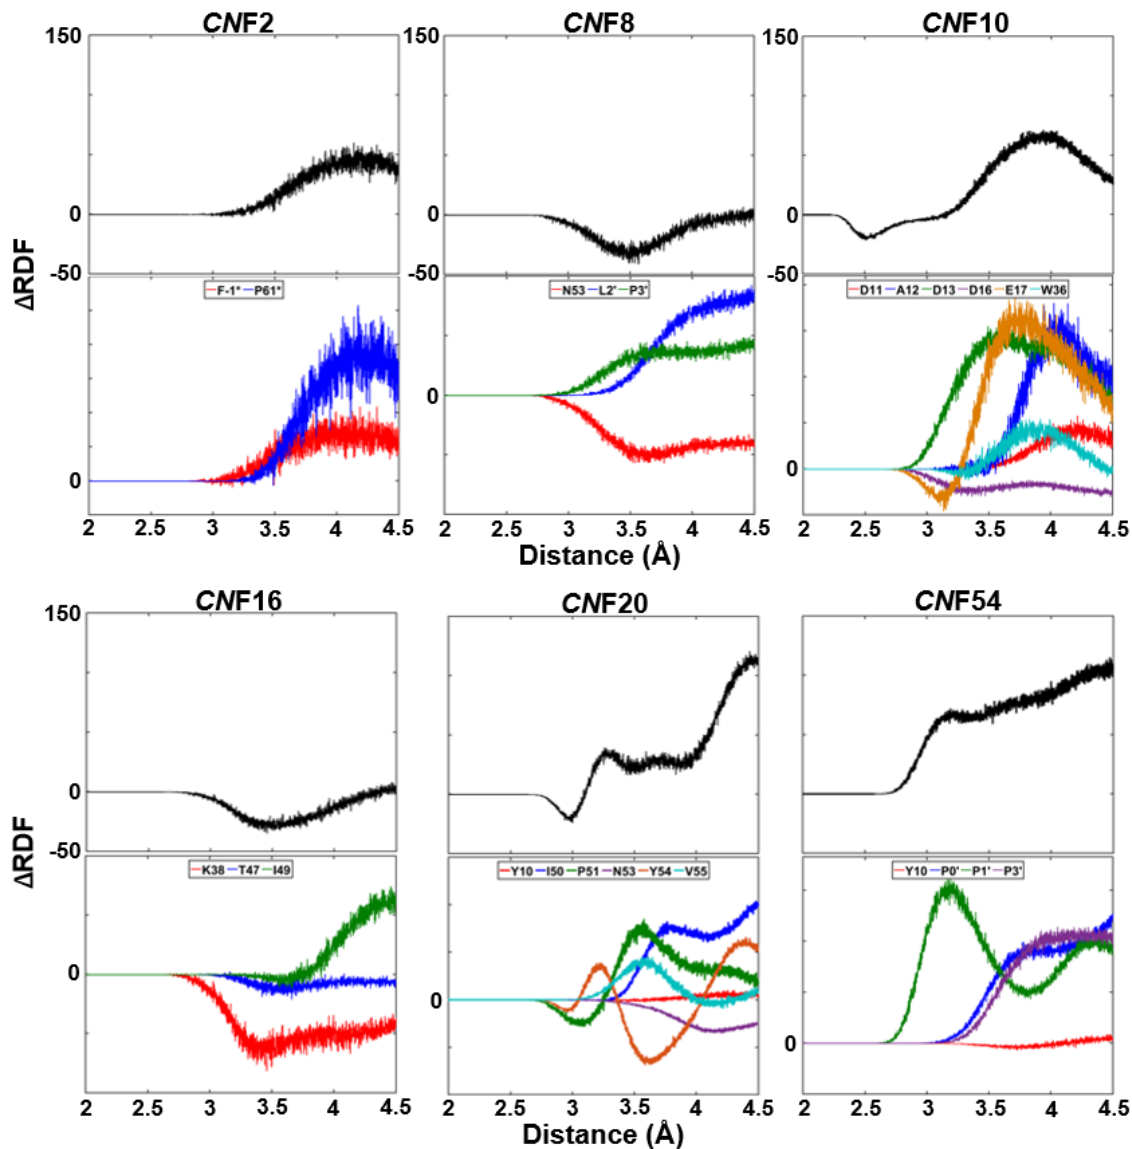 CNF2 CNF8 CNF10
150 150 150
0 0 0
-50 -50 -50
F-1* P61* N53 L2' P3' D11 A12 D13 D16 E17 W36
ΔRDF
0 0 0
2 2.5 3 3.5 4 4.5 2 2.5 3 3.5 4 4.5 2 2.5 3 3.5 4 4.5
Distance (Å)
CNF16 CNF20 CNF54
150
0
-50
K38 T47 I49 Y10 I50 P51 N53 Y54 V55 Y10 P0' P1' P3'
ΔRDF
0 0 0
2 2.5 3 3.5 4 4.5 2 2.5 3 3.5 4 4.5 2 2.5 3 3.5 4 4.5
Distance (Å)